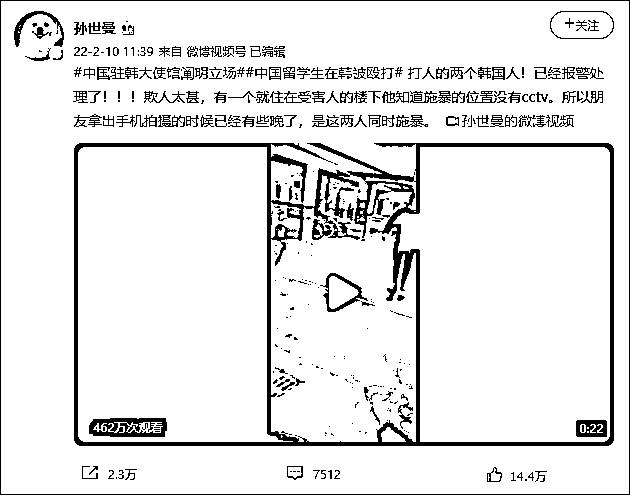 孙世曼
+关注
22-2-10 11:39 来自 微博视频号 已编辑
#中国驻韩大使馆阐明立场##中国留学生在韩被殴打# 打人的两个韩国人！已经报警处
理了！！！欺人太甚，有一个就住在受害人的楼下他知道施暴的位置没有cctv。所以朋
友拿出手机拍摄的时候已经有些晚了，是这两人同时施暴。 孙世曼的微博视频
462万次观看
0:22
2.3万
7512
14.4万